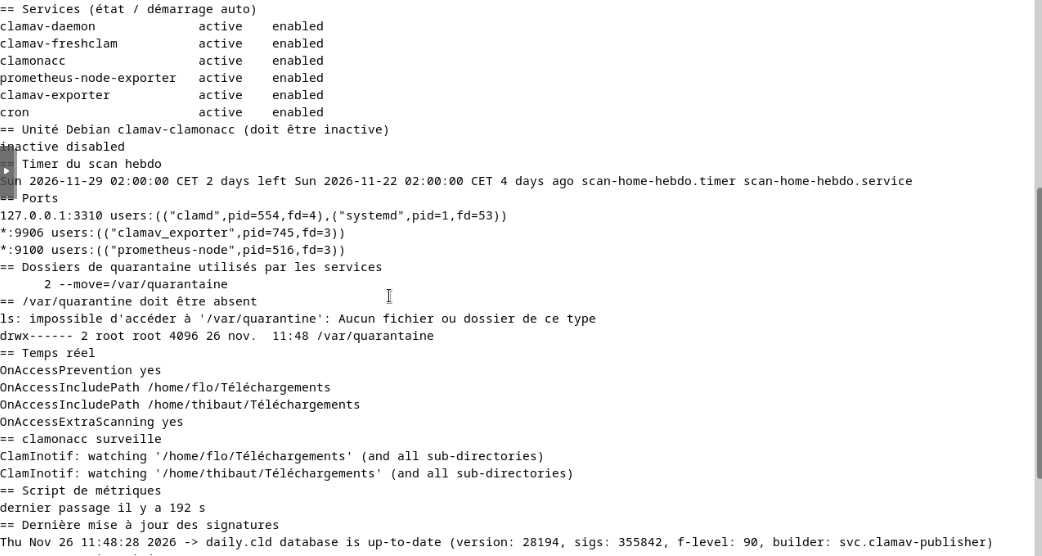 == Services (état / démarrage auto)
clamav-daemon active enabled
clamav-freshclam active enabled
clamonacc active enabled
prometheus-node-exporter active enabled
clamav-exporter active enabled
cron active enabled
== Unité Debian clamav-clamonacc (doit être inactive)
inactive disabled
== Timer du scan hebdo
Sun 2026-11-29 02:00:00 CET 2 days left Sun 2026-11-22 02:00:00 CET 4 days ago scan-home-hebdo.timer scan-home-hebdo.service
== Ports
127.0.0.1:3310 users:(("clamd",pid=554,fd=4),("systemd",pid=1,fd=53))
*:9906 users:(("clamav_exporter",pid=745,fd=3))
*:9100 users:(("prometheus-node",pid=516,fd=3))
== Dossiers de quarantaine utilisés par les services
2 --move=/var/quarantaine
== /var/quarantine doit être absent
ls: impossible d'accéder à '/var/quarantine': Aucun fichier ou dossier de ce type
drwx------ 2 root root 4096 26 nov. 11:48 /var/quarantaine
== Temps réel
OnAccessPrevention yes
OnAccessIncludePath /home/flo/Téléchargements
OnAccessIncludePath /home/thibaut/Téléchargements
OnAccessExtraScanning yes
== clamonacc surveille
ClamInotif: watching '/home/flo/Téléchargements' (and all sub-directories)
ClamInotif: watching '/home/thibaut/Téléchargements' (and all sub-directories)
== Script de métriques
dernier passage il y a 192 s
== Dernière mise à jour des signatures
Thu Nov 26 11:48:28 2026 -> daily.cld database is up-to-date (version: 28194, sigs: 355842, f-level: 90, builder: svc.clamav-publisher)